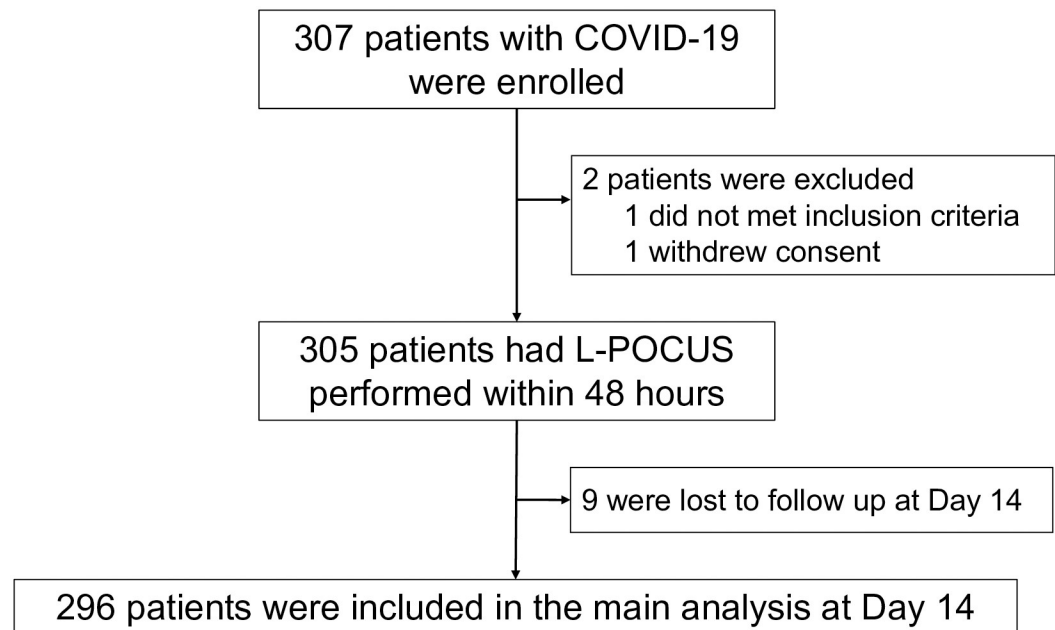 307 patients with COVID-19
were enrolled
2 patients were excluded
1 did not met inclusion criteria
1 withdrew consent
305 patients had L-POCUS
performed within 48 hours
9 were lost to follow up at Day 14
296 patients were included in the main analysis at Day 14